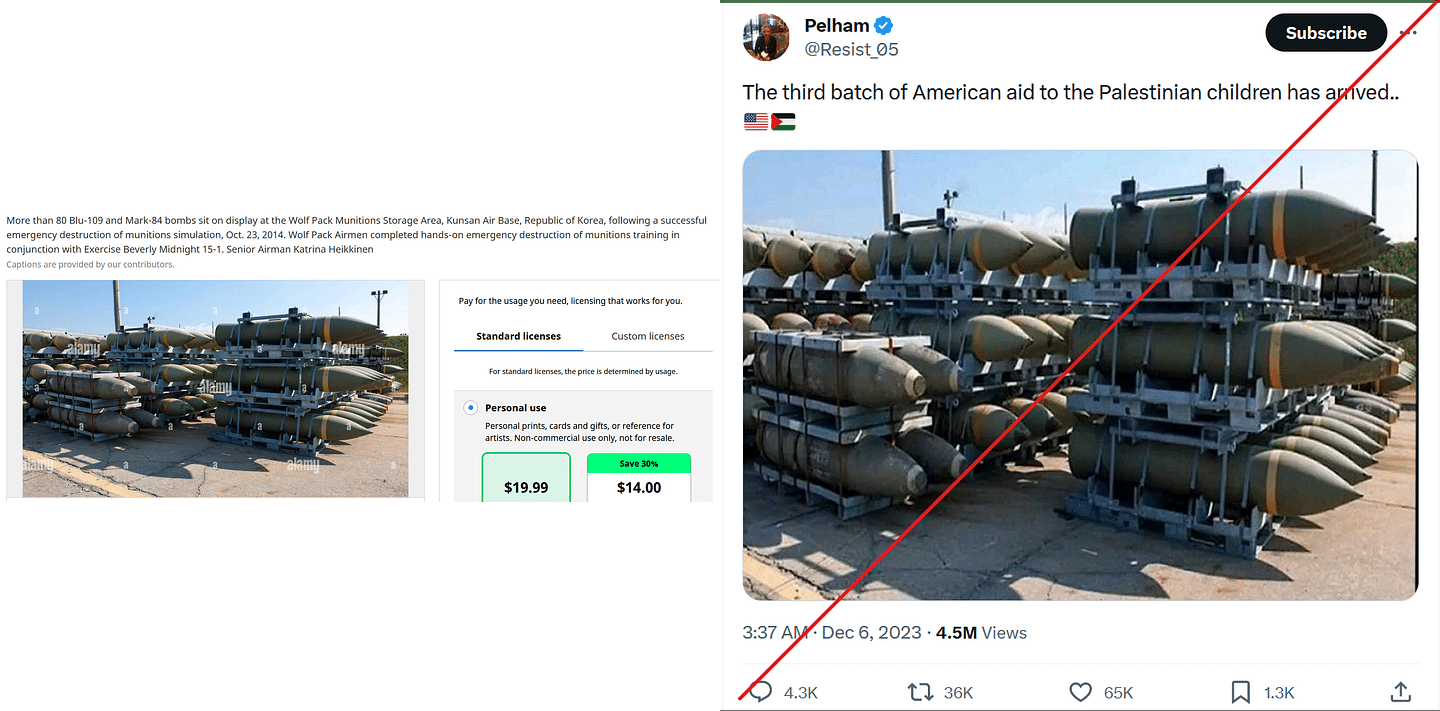 More than 80 Blu-109 and Mark-84 bombs sit on display at the Wolf Pack Munitions Storage Area, Kunsan Air Base, Republic of Korea, following a successful
emergency destruction of munitions simulation, Oct. 23, 2014. Wolf Pack Airmen completed hands-on emergency destruction of munitions training in
conjunction with Exercise Beverly Midnight 15-1. Senior Airman Katrina Heikkinen
Captions are provided by our contributors.
a a a
alamy alamy
a
a a alamy a
a a
alamy a alamy a
Pay for the usage you need, licensing that works for you.
Standard licenses Custom licenses
For standard licenses, the price is determined by usage.
Personal use
Personal prints, cards and gifts, or reference for
artists. Non-commercial use only, not for resale.
Save 30%
$19.99 $14.00
Pelham
@Resist_05
Subscribe
The third batch of American aid to the Palestinian children has arrived..
3:37 AM · Dec 6, 2023 · 4.5M Views
4.3K 36K 65K 1.3K